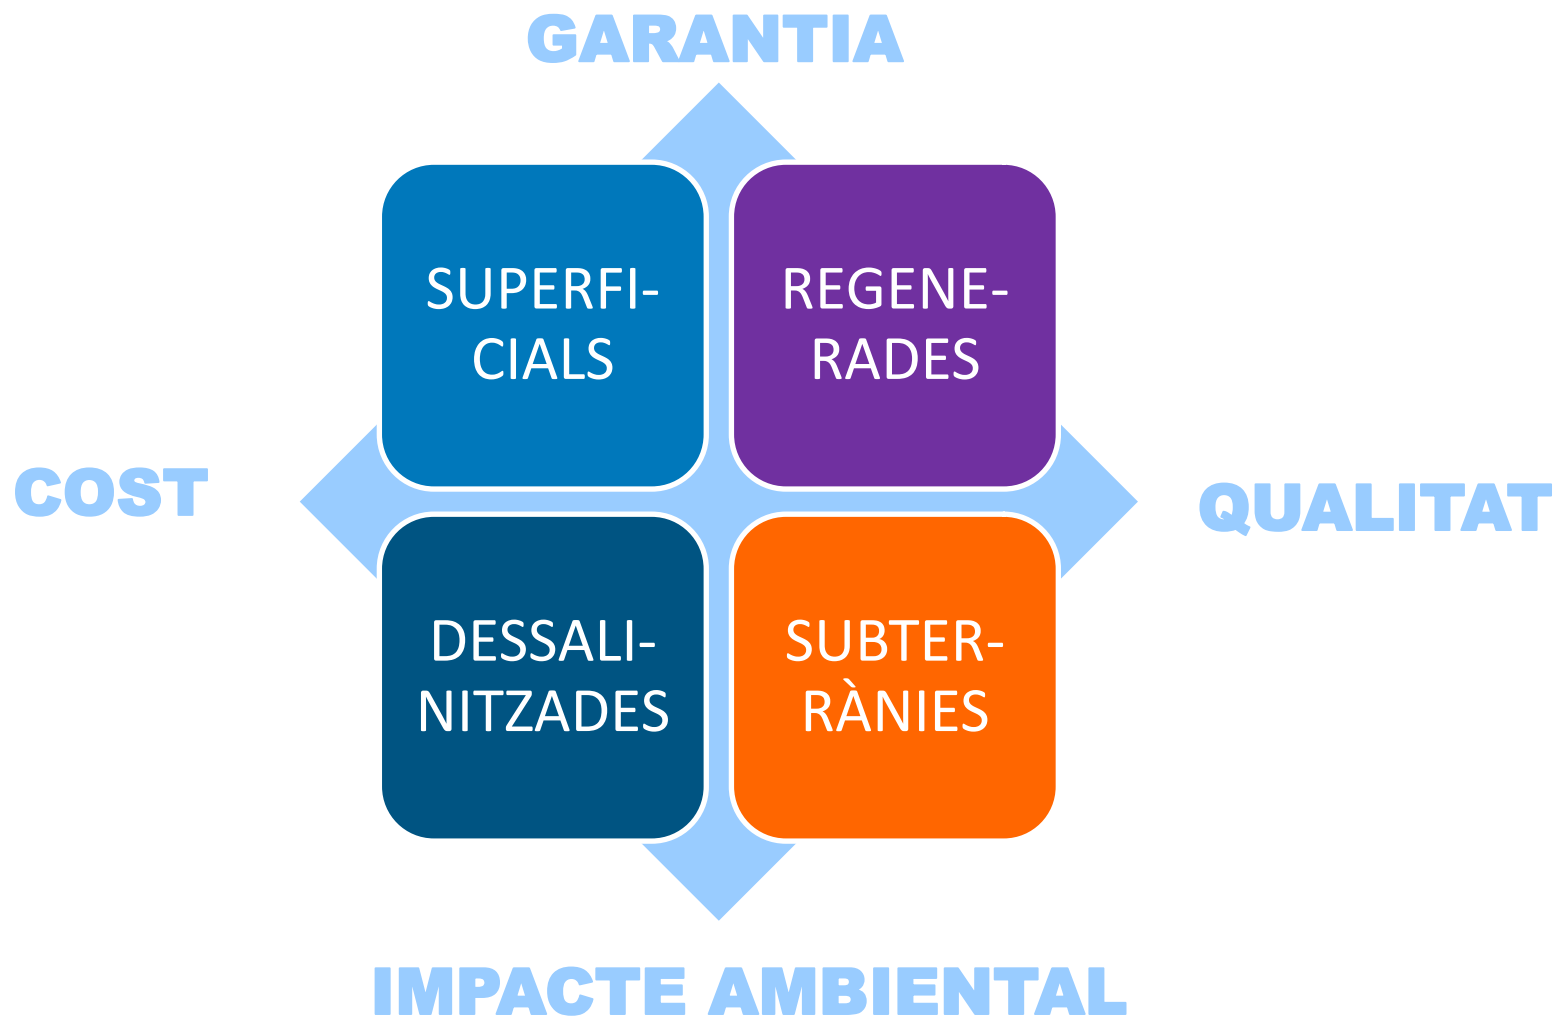 GARANTIA
SUPERFI-
CIALS
REGENE-
RADES
COST
QUALITAT
DESSALI-
NITZADES
SUBTER-
RÀNIES
IMPACTE AMBIENTAL